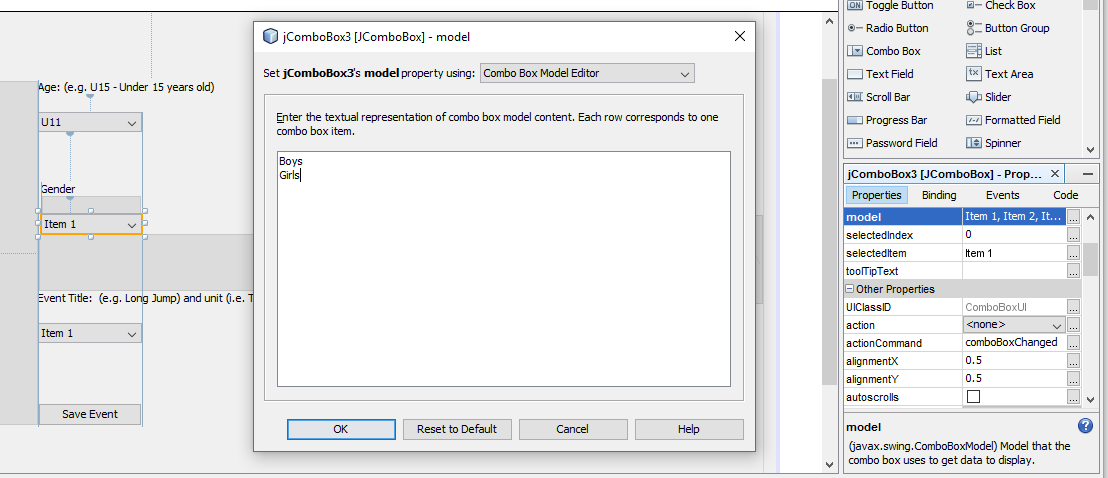 Age: (e.g. U15 - Under 15 years old)
U11
Gender
Item 1
Event Title:  (e.g. Long Jump) and unit (i.e. T
Item 1
Save Event
jComboBox3 [JComboBox] - model
Set jComboBox3's model property using: Combo Box Model Editor
Enter the textual representation of combo box model content. Each row corresponds to one
combo box item.
Boys
Girls
OK Reset to Default Cancel Help
ON Toggle Button Check Box
Radio Button Button Group
Combo Box List
Text Field Text Area
Scroll Bar Slider
Progress Bar Formatted Field
Password Field Spinner
jComboBox3 [JComboBox] - Prop...
Properties Binding Events Code
model Item 1, Item 2, It... ...
selectedIndex 0 ...
selectedItem Item 1 ...
toolTipText ...
Other Properties
UIClassID ComboBoxUI ...
action <none> ...
actionCommand comboBoxChanged ...
alignmentX 0.5 ...
alignmentY 0.5 ...
autoscrolls ...
model ?
(javax.swing.ComboBoxModel) Model that the
combo box uses to get data to display.